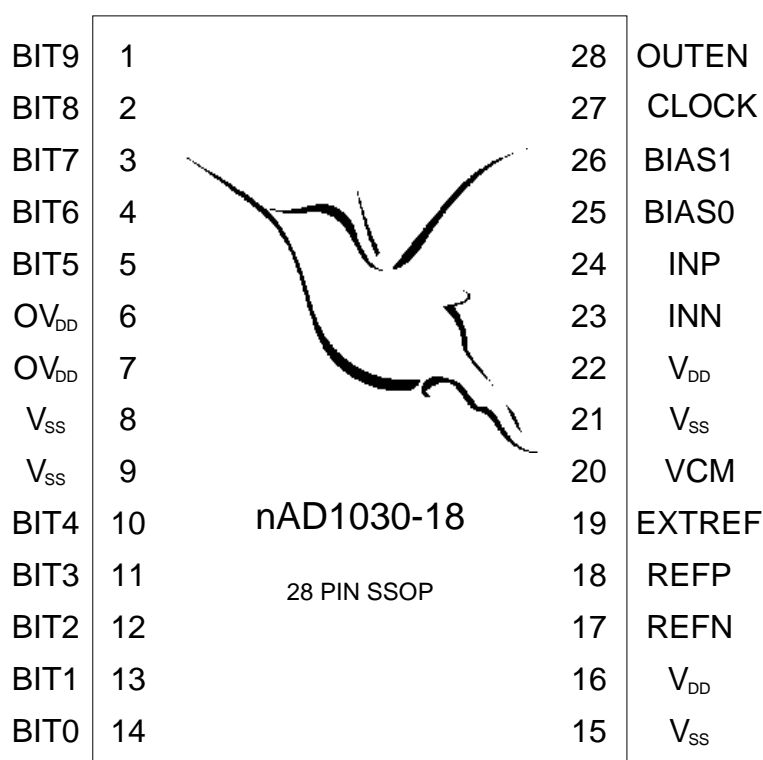 BIT9 1 28 OUTEN
BIT8 2 27 CLOCK
BIT7 3 26 BIAS1
BIT6 4 25 BIAS0
BIT5 5 24 INP
OVDD 6 23 INN
OVDD 7 22 VDD
VSS 8 21 VSS
VSS 9 20 VCM
BIT4 10 nAD1030-18 19 EXTREF
BIT3 11 28 PIN SSOP 18 REFP
BIT2 12 17 REFN
BIT1 13 16 VDD
BIT0 14 15 VSS